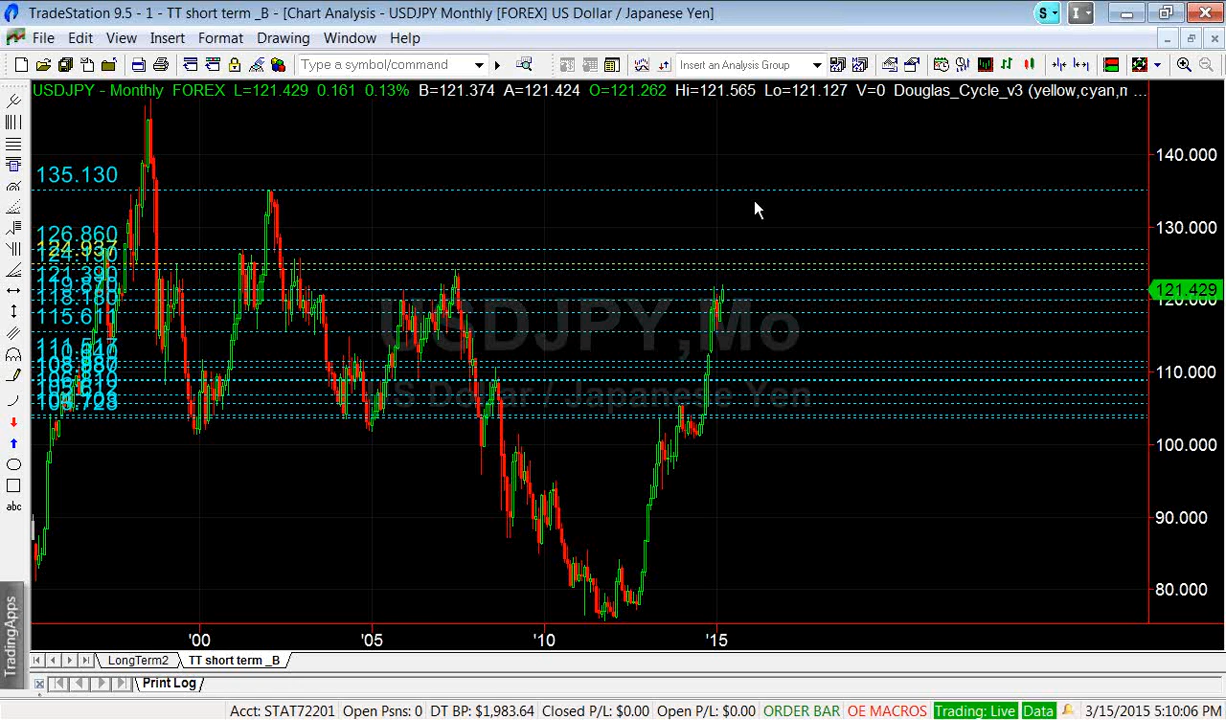 TradeStation 9.5 - 1 - TT short term _B - [Chart Analysis - USDJPY Monthly [FOREX] US Dollar / Japanese Yen]
S
I
File Edit View Insert Format Drawing Window Help
Type a symbol/command
Insert an Analysis Group
USDJPY - Monthly FOREX L=121.429 0.161 0.13% B=121.374 A=121.424 O=121.262 Hi=121.565 Lo=121.127 V=0 Douglas_Cycle_v3 (yellow,cyan,m ...
140.000
135.130
130.000
126.860
124.937
121.390
121.429
118.180
120.000
115.611
USDJPY,Mo
110.000
US Dollar / Japanese Yen
100.000
abc
90.000
80.000
TradingApps
'00 '05 '10 '15
LongTerm2 TT short term _B
Print Log
Acct: STAT72201 Open Psns: 0 DT BP: $1,983.64 Closed P/L: $0.00 Open P/L: $0.00 ORDER BAR OE MACROS Trading: Live Data 3/15/2015 5:10:06 PM